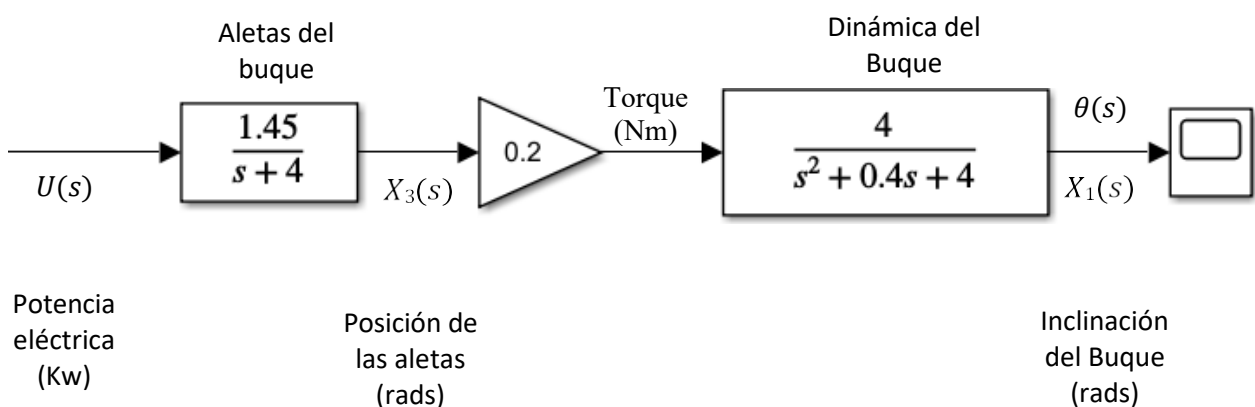 Aletas del
buque
Dinámica del
Buque
U(s)
1.45
s + 4
X₃(s)
0.2
Torque
(Nm)
4
s² + 0.4s + 4
θ(s)
X₁(s)
Potencia
eléctrica
(Kw)
Posición de
las aletas
(rads)
Inclinación
del Buque
(rads)